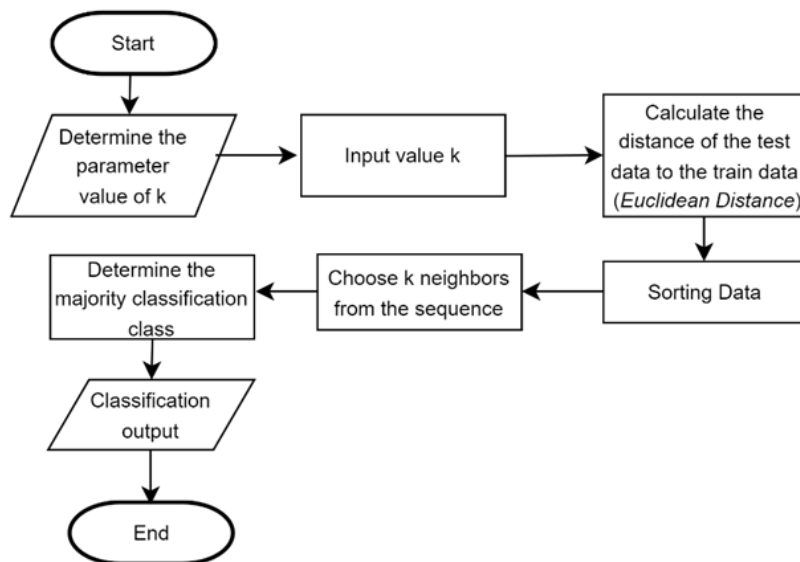 Start
Determine the
parameter
value of k
Input value k
Calculate the
distance of the test
data to the train data
(Euclidean Distance)
Sorting Data
Choose k neighbors
from the sequence
Determine the
majority classification
class
Classification
output
End